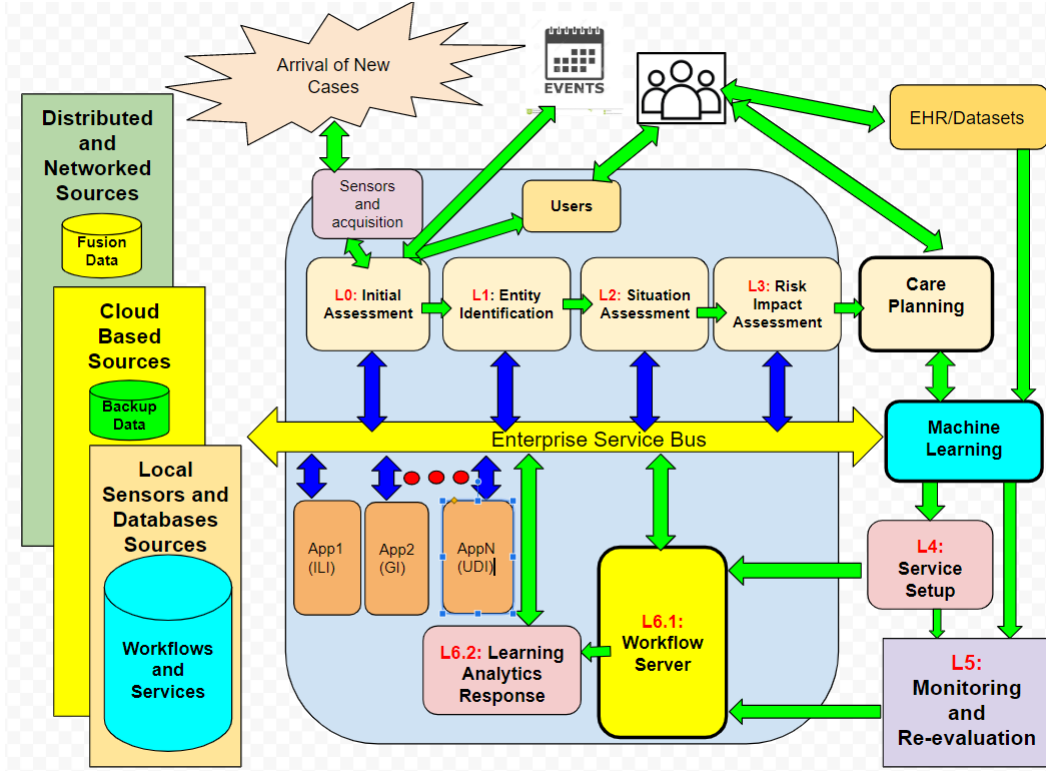 Arrival of New
Cases
EVENTS
EHR/Datasets
Distributed
and
Networked
Sources
Fusion
Data
Cloud
Based
Sources
Backup
Data
Local
Sensors and
Databases
Sources
Workflows
and
Services
Sensors
and
acquisition
Users
L0: Initial
Assessment
L1: Entity
Identification
L2: Situation
Assessment
L3: Risk
Impact
Assessment
Care
Planning
Enterprise Service Bus
Machine
Learning
App1
(ILI)
App2
(GI)
AppN
(UDI)
L4:
Service
Setup
L6.1:
Workflow
Server
L6.2: Learning
Analytics
Response
L5:
Monitoring
and
Re-evaluation